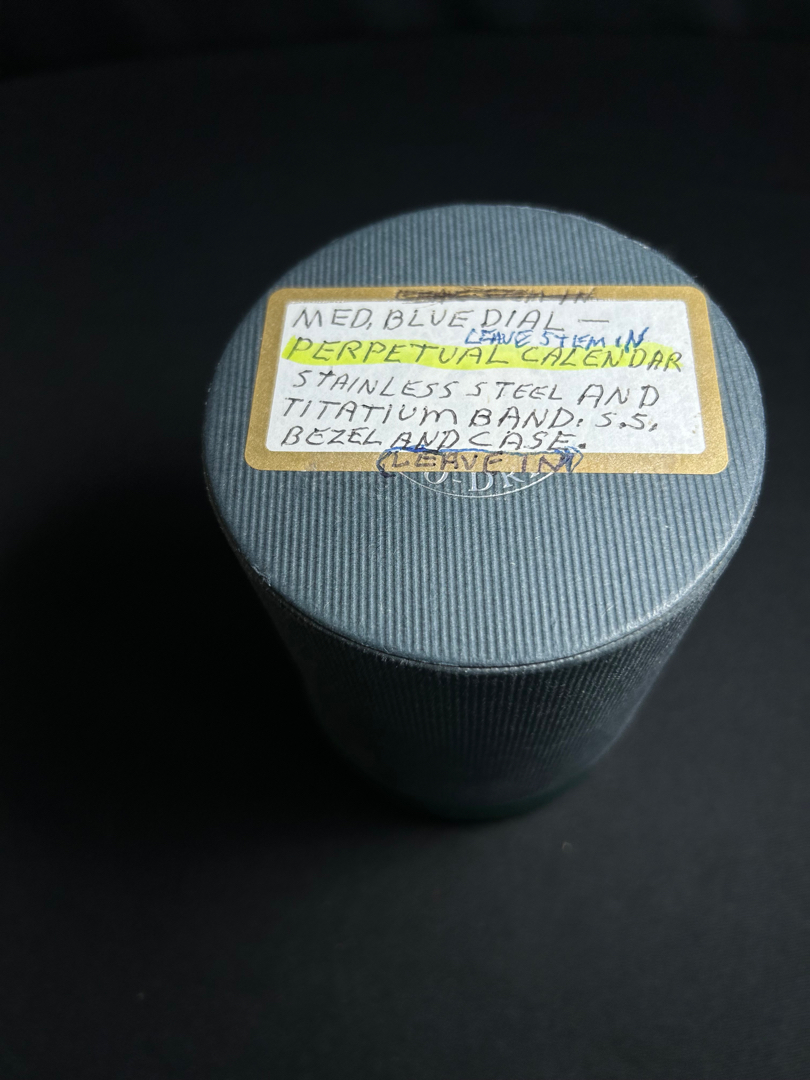 MED, BLUE DIAL —
LEAVE STEM IN
PERPETUAL CALENDAR
STAINLESS STEEL AND
TITATIUM BAND. S.S.
BEZEL AND CASE.
(LEAVE IN)